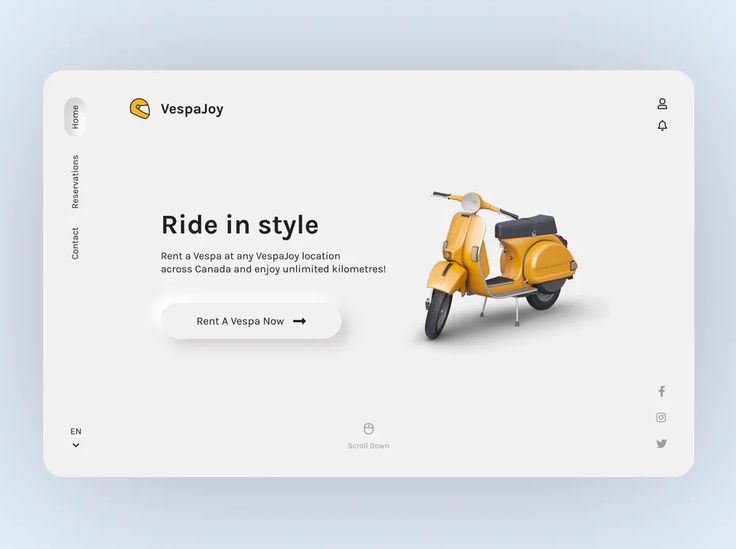 VespaJoy
Home
Reservations
Contact
Ride in style
Rent a Vespa at any VespaJoy location
across Canada and enjoy unlimited kilometres!
Rent A Vespa Now
EN
Scroll Down